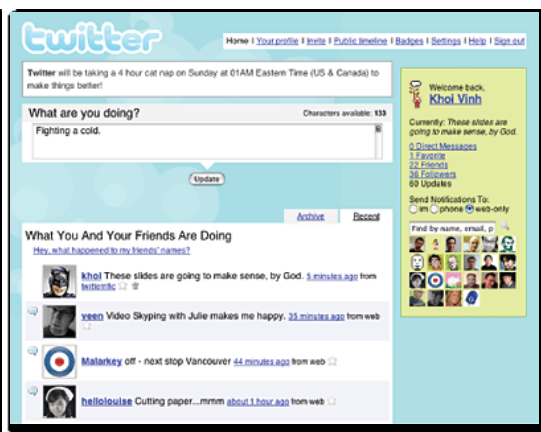 twitter
Home | Your profile | Invite | Public timeline | Badges | Settings | Help | Sign out
Twitter will be taking a 4 hour cat nap on Sunday at 01AM Eastern Time (US & Canada) to
make things better!
What are you doing?
Characters available: 133
Fighting a cold.
Update
Archive
Recent
What You And Your Friends Are Doing
Hey, what happened to my friends' names?
khoi These slides are going to make sense, by God. 5 minutes ago from
twitterrific
veen Video Skyping with Julie makes me happy. 35 minutes ago from web
Malarkey off - next stop Vancouver 44 minutes ago from web
hellolouise Cutting paper...mmm about 1 hour ago from web
Welcome back,
Khoi Vinh
Currently: These slides are
going to make sense, by God.
0 Direct Messages
1 Favorite
22 Friends
36 Followers
60 Updates
Send Notifications To:
im phone web-only
Find by name, email, p